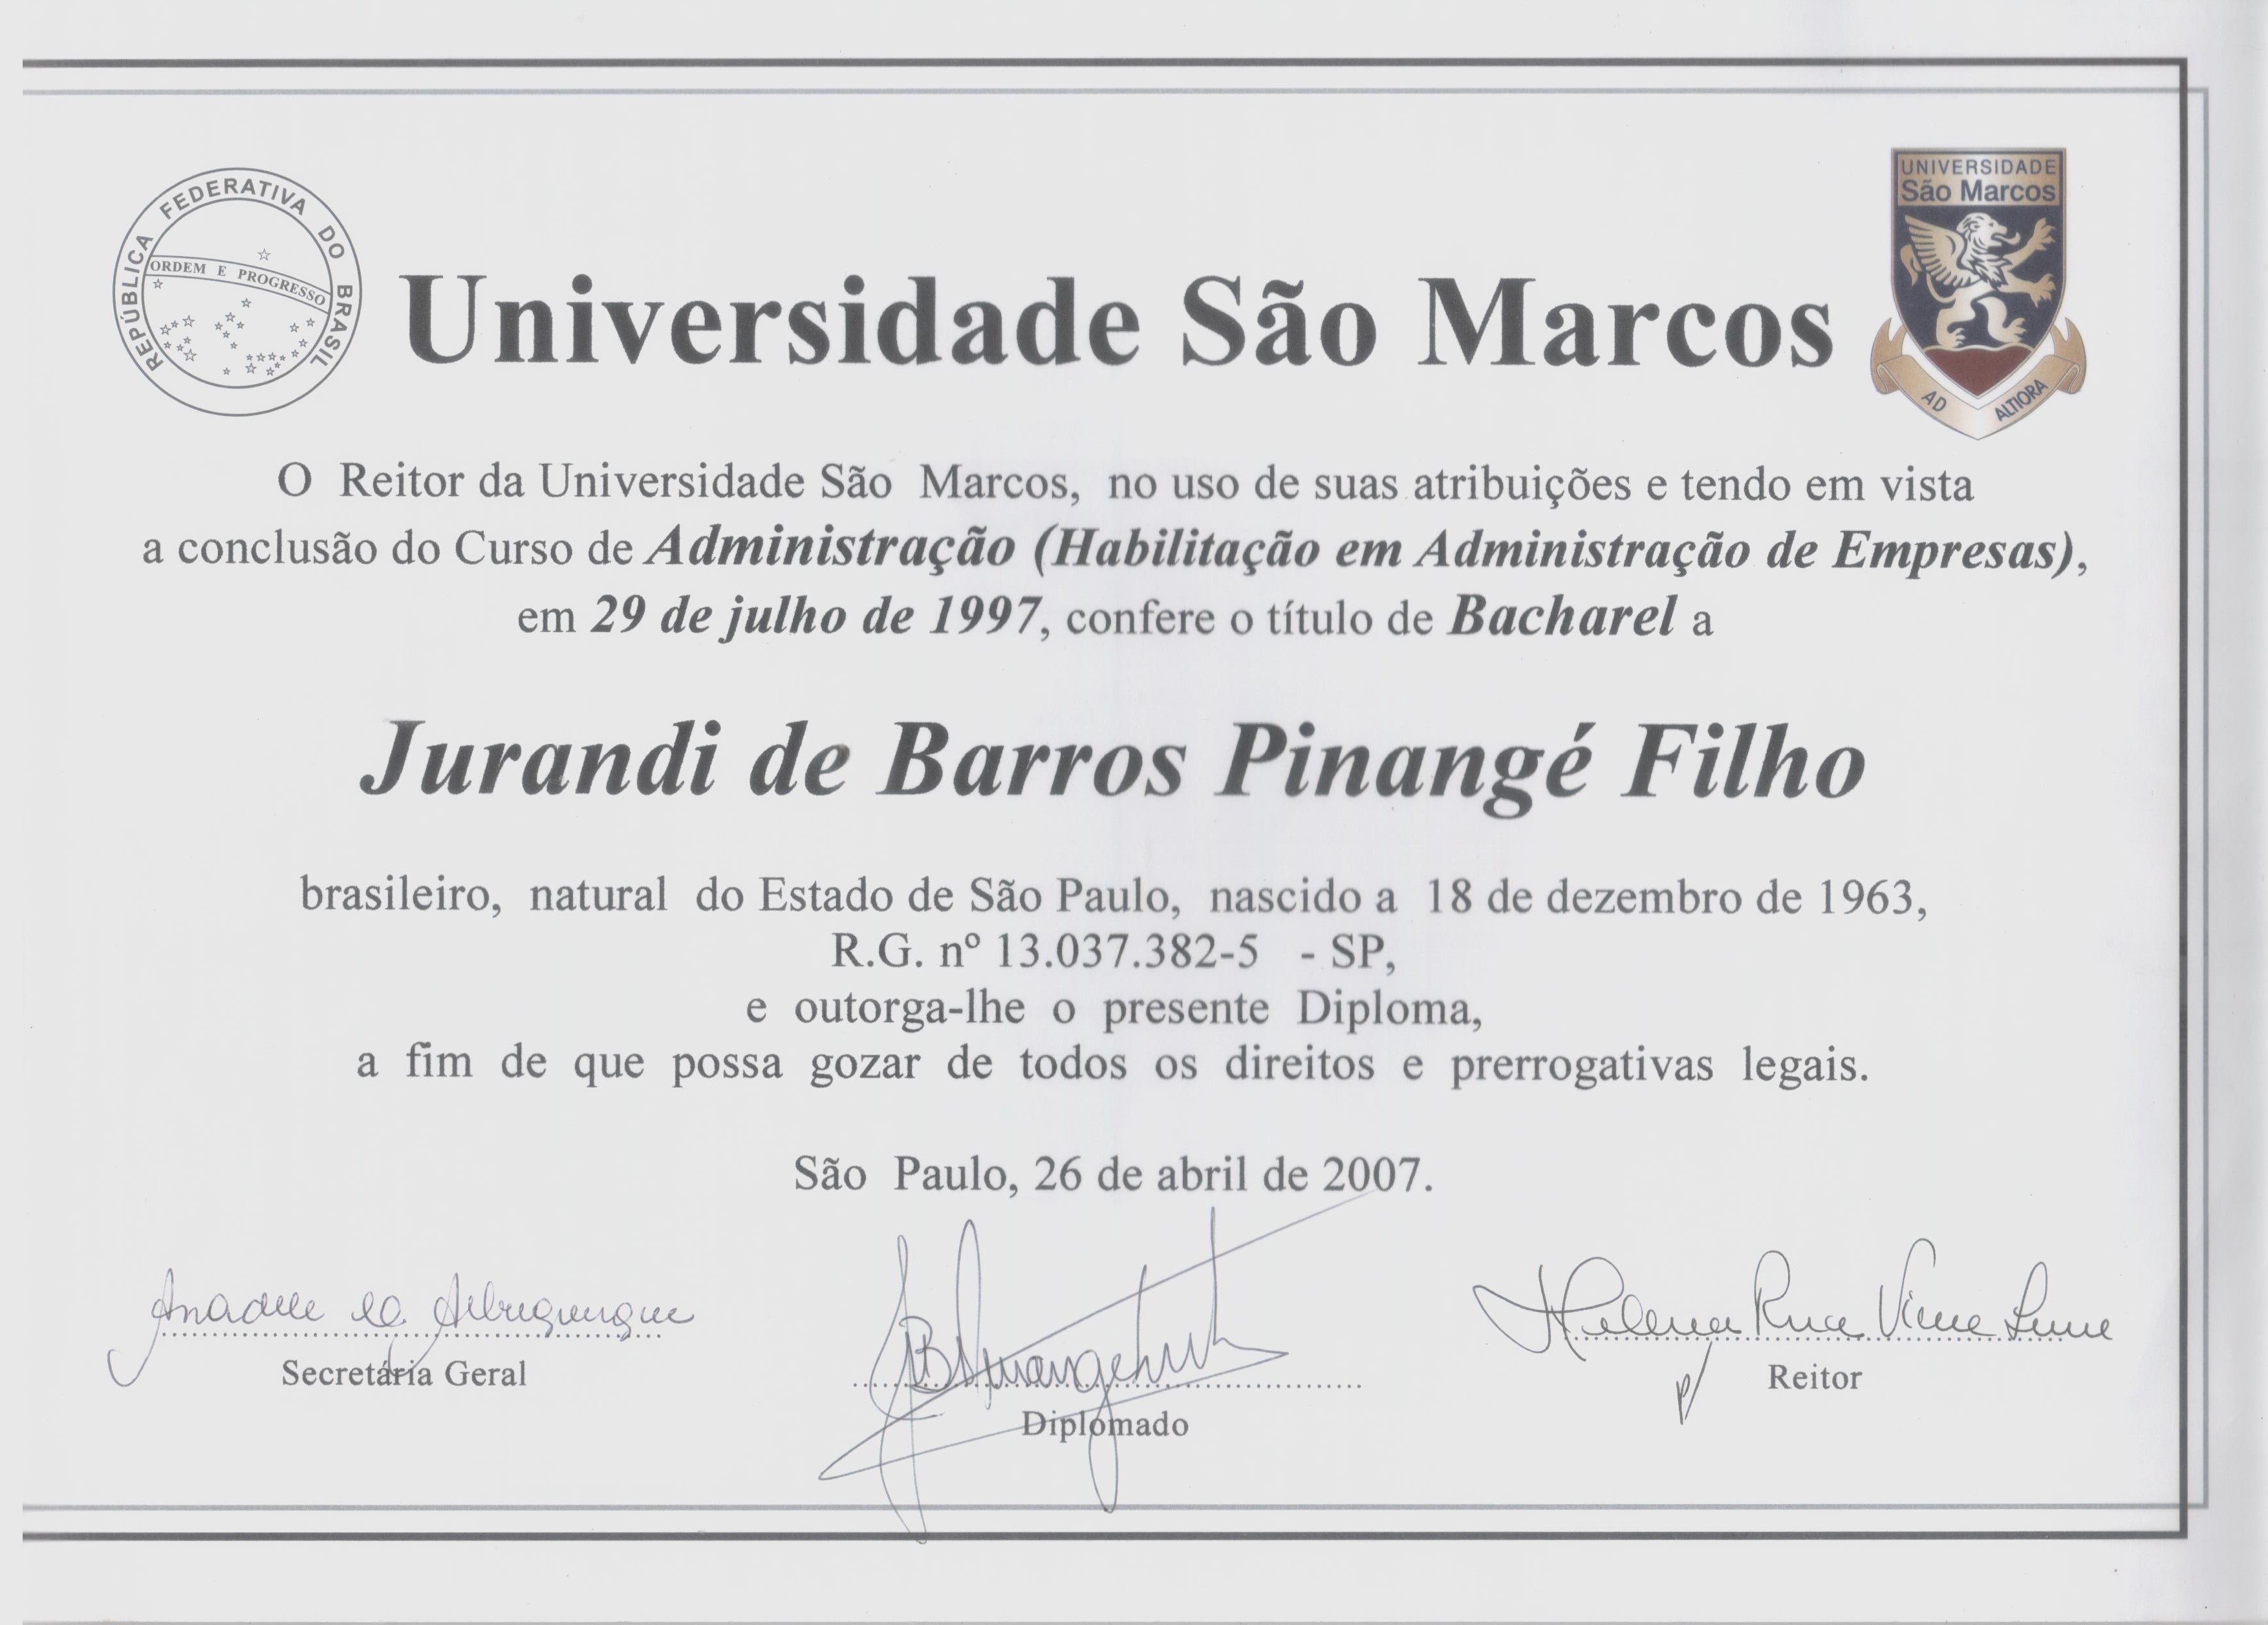 REPÚBLICA FEDERATIVA DO BRASIL
ORDEM E PROGRESSO
UNIVERSIDADE
São Marcos
AD ALTIORA
Universidade São Marcos
O Reitor da Universidade São Marcos, no uso de suas atribuições e tendo em vista
a conclusão do Curso de Administração (Habilitação em Administração de Empresas),
em 29 de julho de 1997, confere o título de Bacharel a
Jurandi de Barros Pinangé Filho
brasileiro, natural do Estado de São Paulo, nascido a 18 de dezembro de 1963,
R.G. nº 13.037.382-5 - SP,
e outorga-lhe o presente Diploma,
a fim de que possa gozar de todos os direitos e prerrogativas legais.
São Paulo, 26 de abril de 2007.
Secretária Geral
Diplomado
p/
Reitor